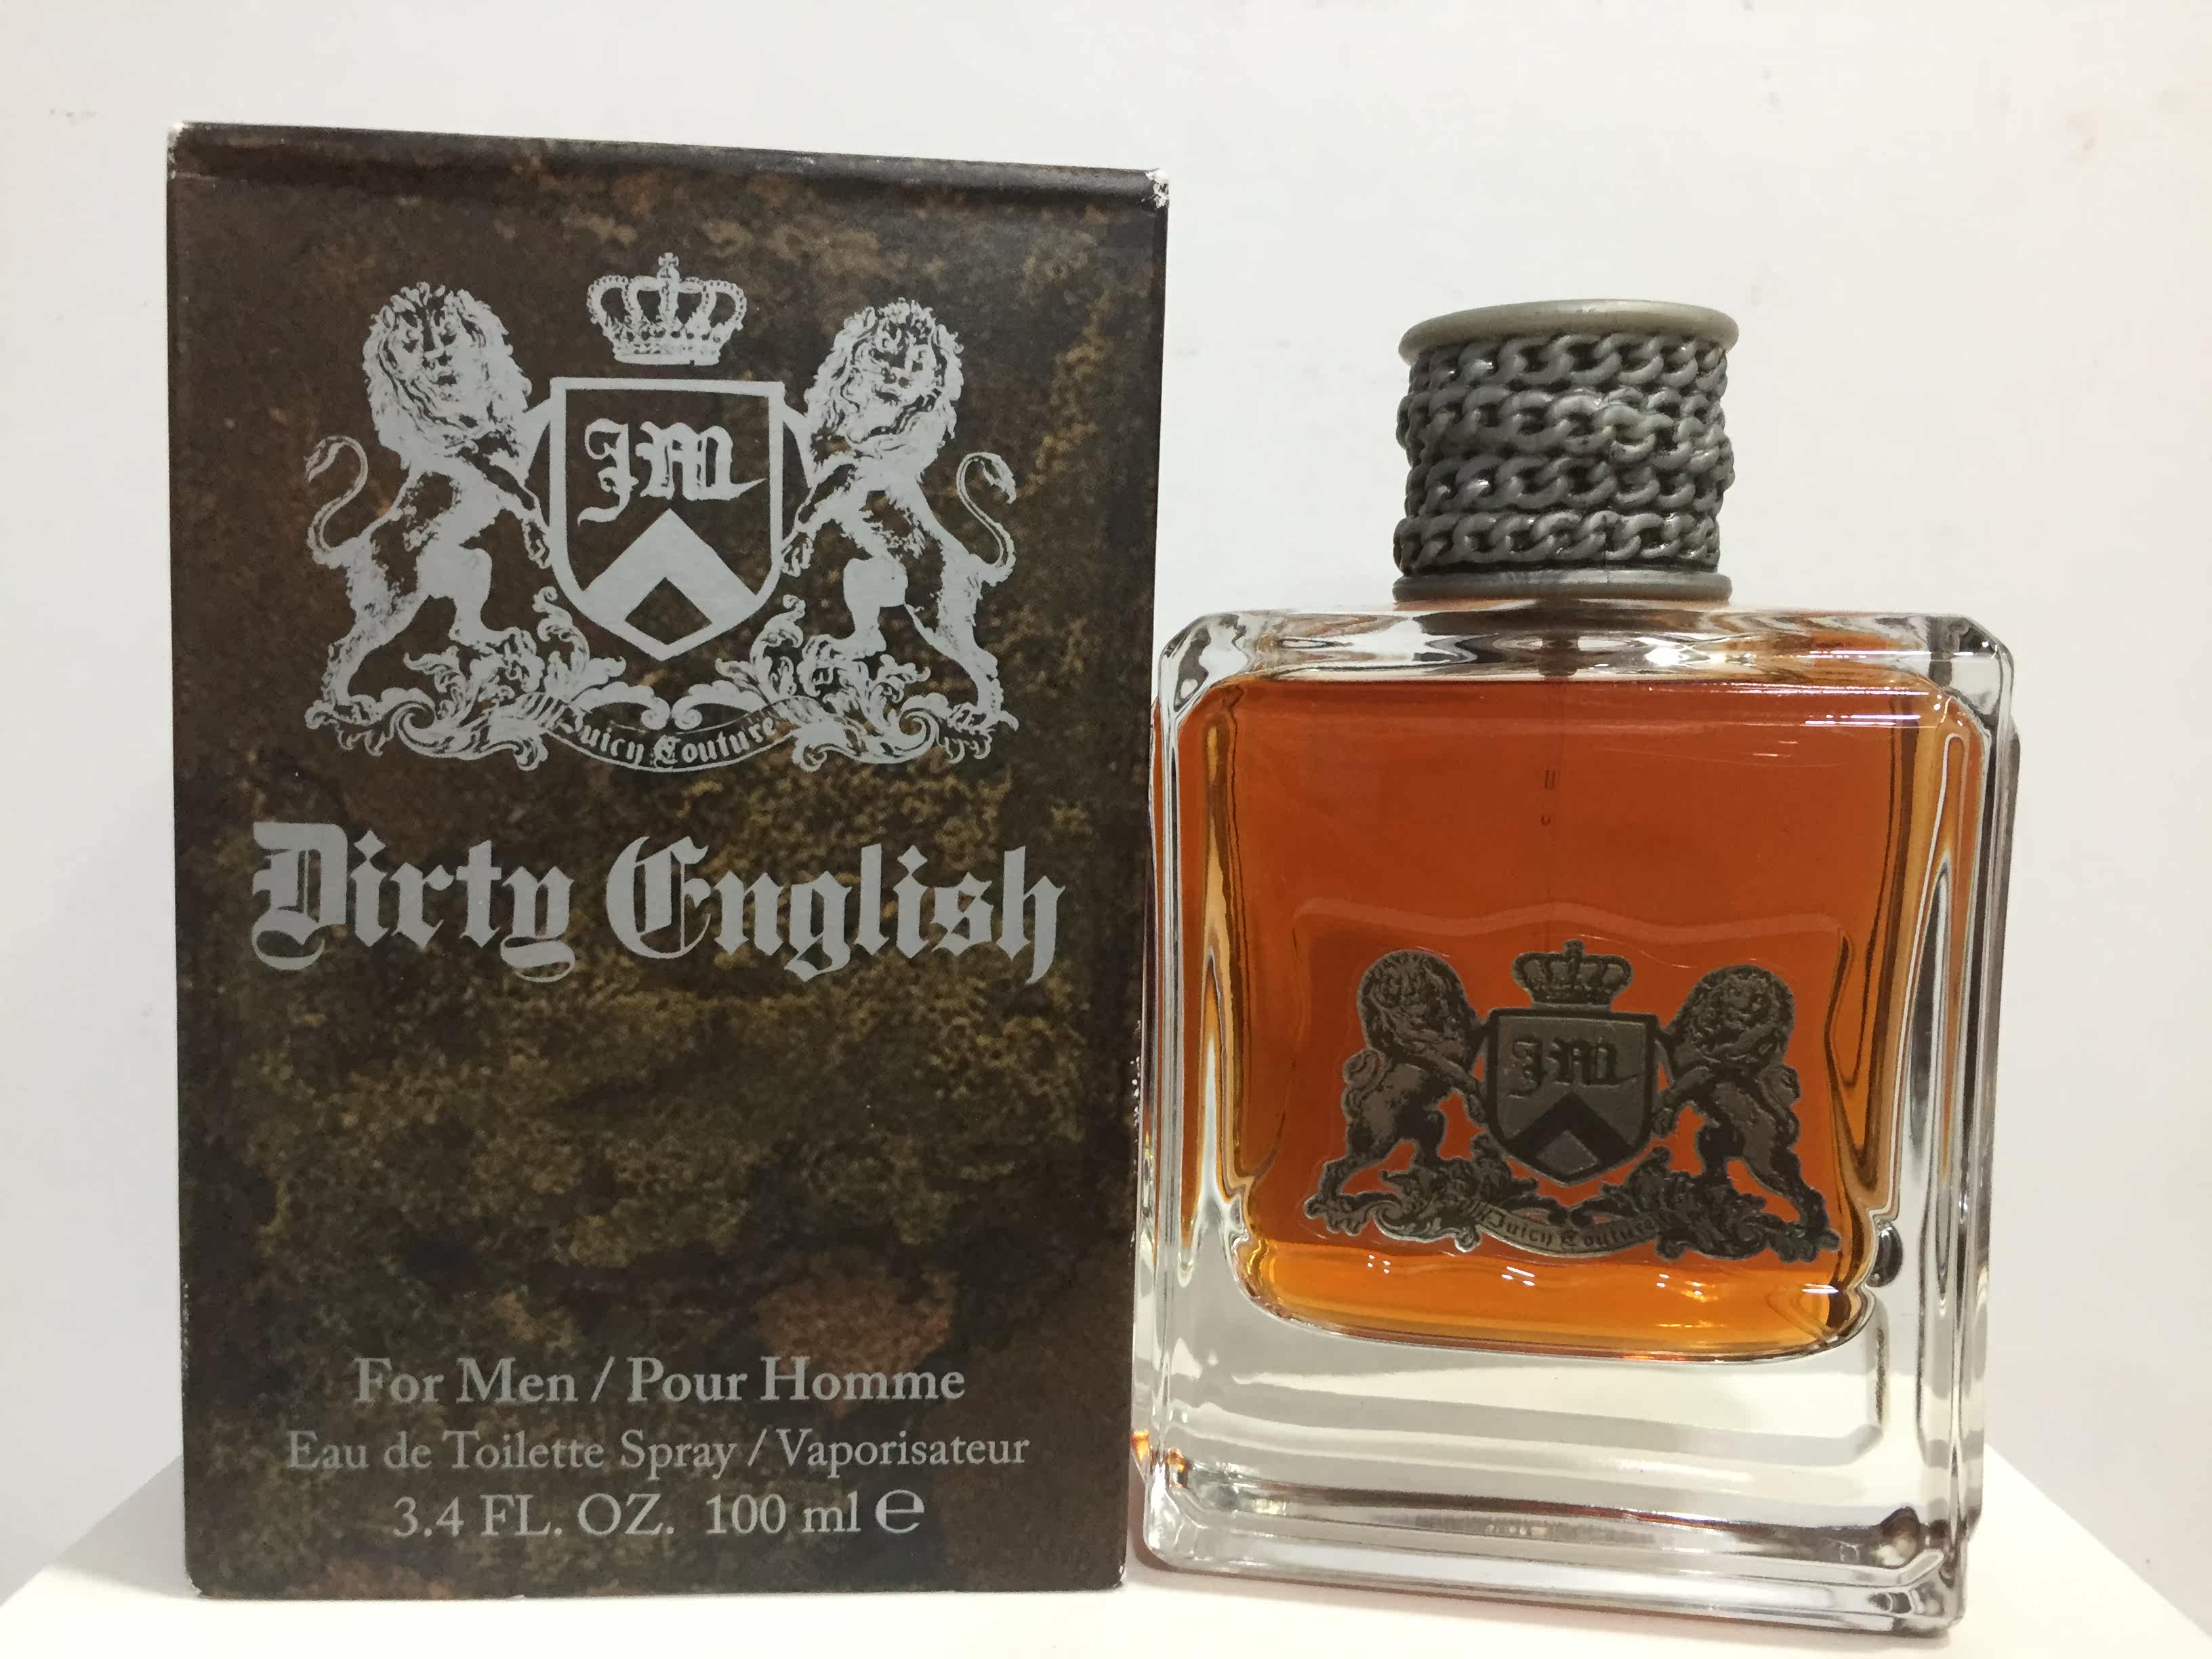 JM
Juicy Couture
Dirty English
For Men / Pour Homme
Eau de Toilette Spray / Vaporisateur
3.4 FL. OZ. 100 ml ℮
JM
Juicy Couture